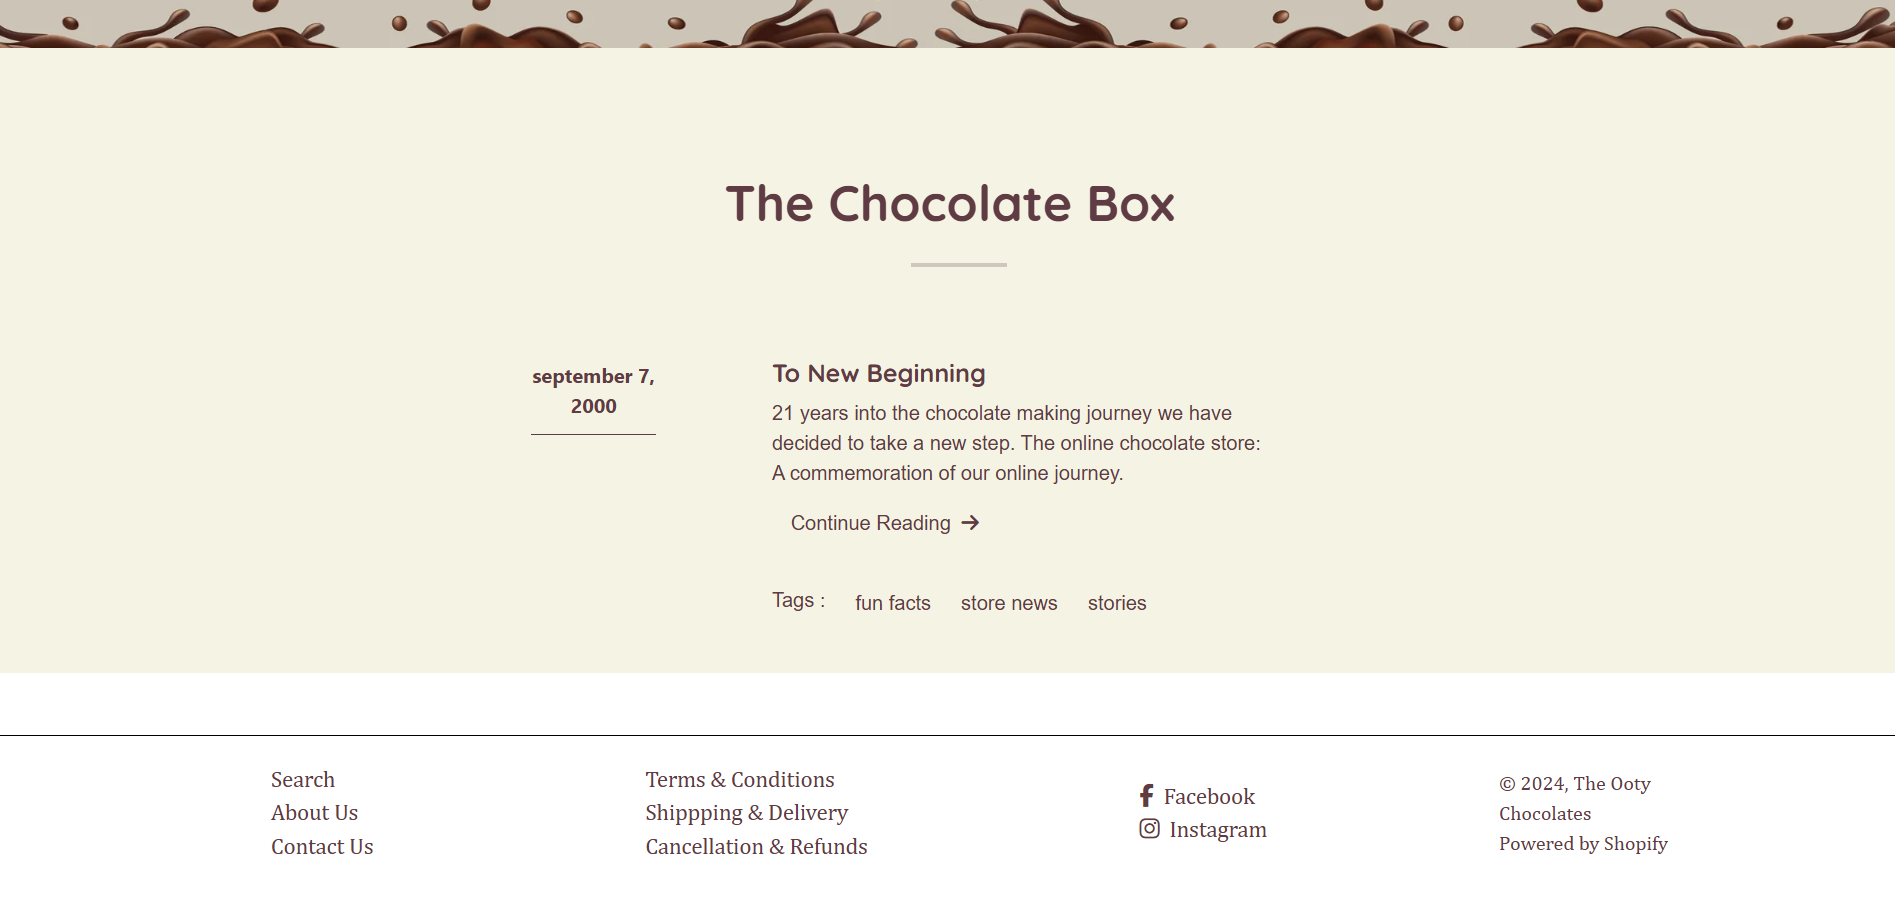 The Chocolate Box
september 7,
2000
To New Beginning
21 years into the chocolate making journey we have
decided to take a new step. The online chocolate store:
A commemoration of our online journey.
Continue Reading →
Tags : fun facts store news stories
Search
About Us
Contact Us
Terms & Conditions
Shippping & Delivery
Cancellation & Refunds
Facebook
Instagram
© 2024, The Ooty
Chocolates
Powered by Shopify